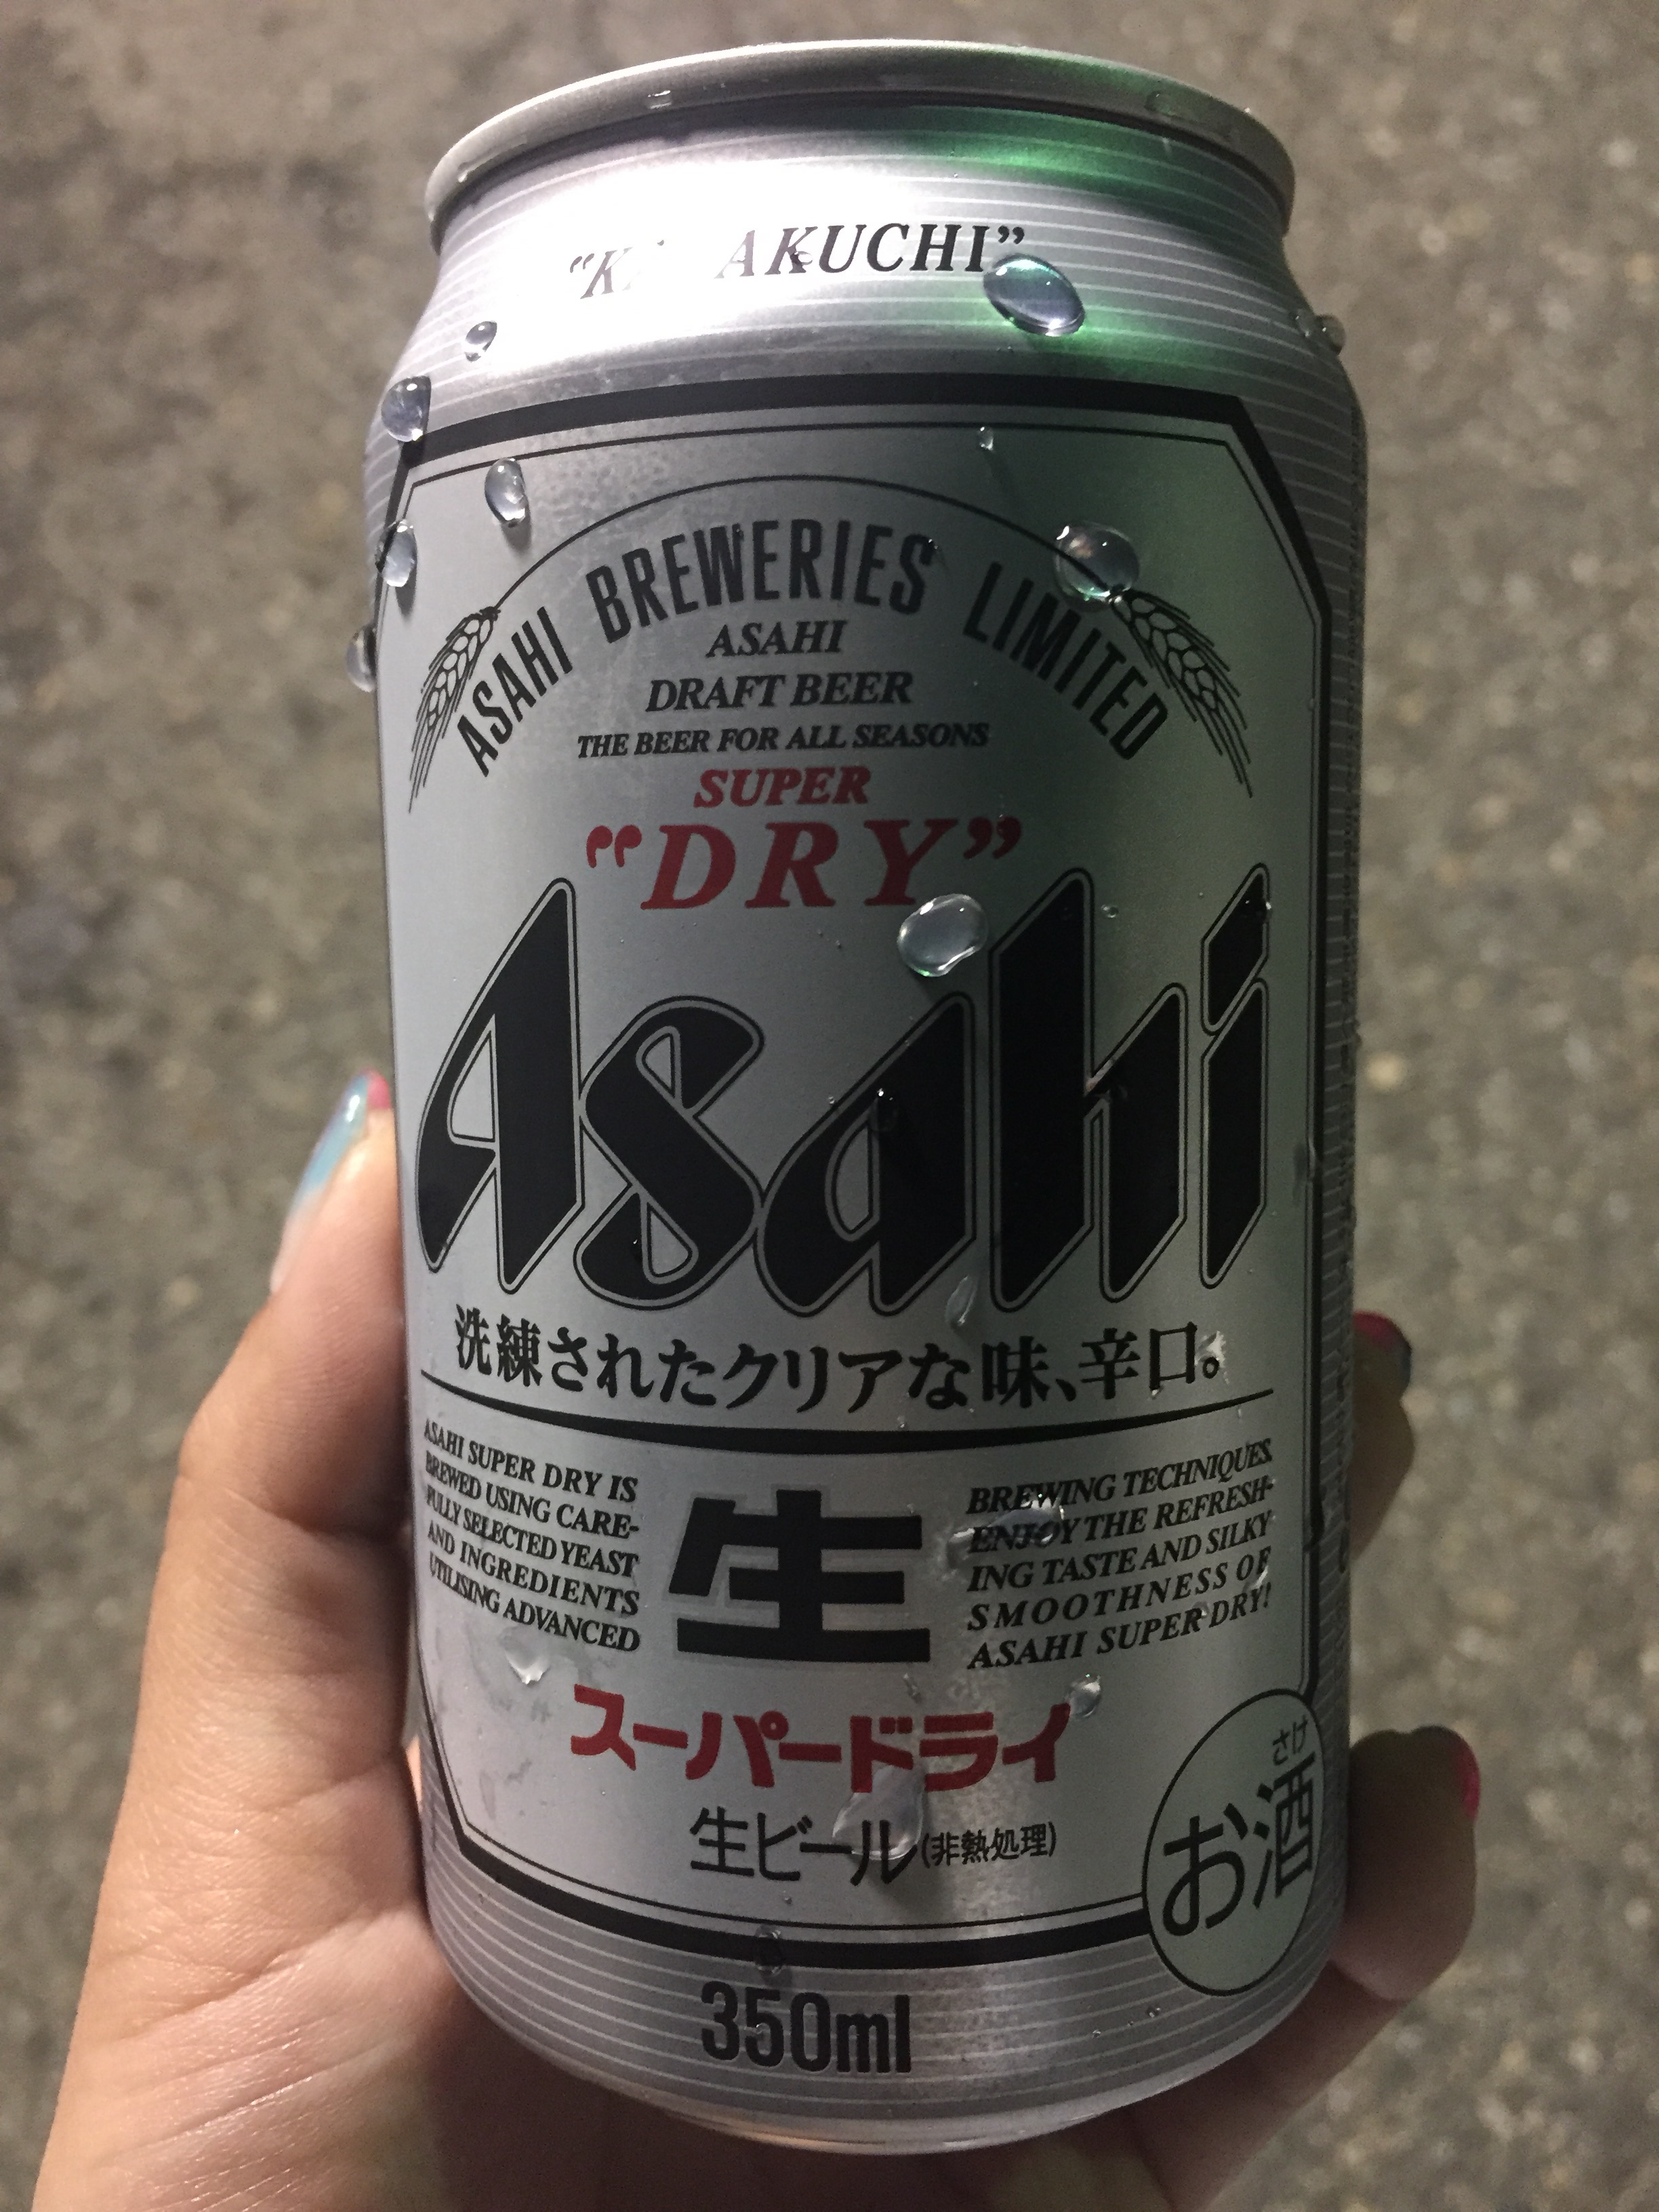 "KARAKUCHI"
ASAHI BREWERIES LIMITED
ASAHI
DRAFT BEER
THE BEER FOR ALL SEASONS
SUPER
"DRY"
Asahi
洗練されたクリアな味、辛口。
ASAHI SUPER DRY IS
BREWED USING CARE-
FULLY SELECTED YEAST
AND INGREDIENTS
UTILISING ADVANCED
生
BREWING TECHNIQUES.
ENJOY THE REFRESH-
ING TASTE AND SILKY
SMOOTHNESS OF
ASAHI SUPER DRY!
スーパードライ
生ビール(非熱処理)
さけ
お酒
350ml